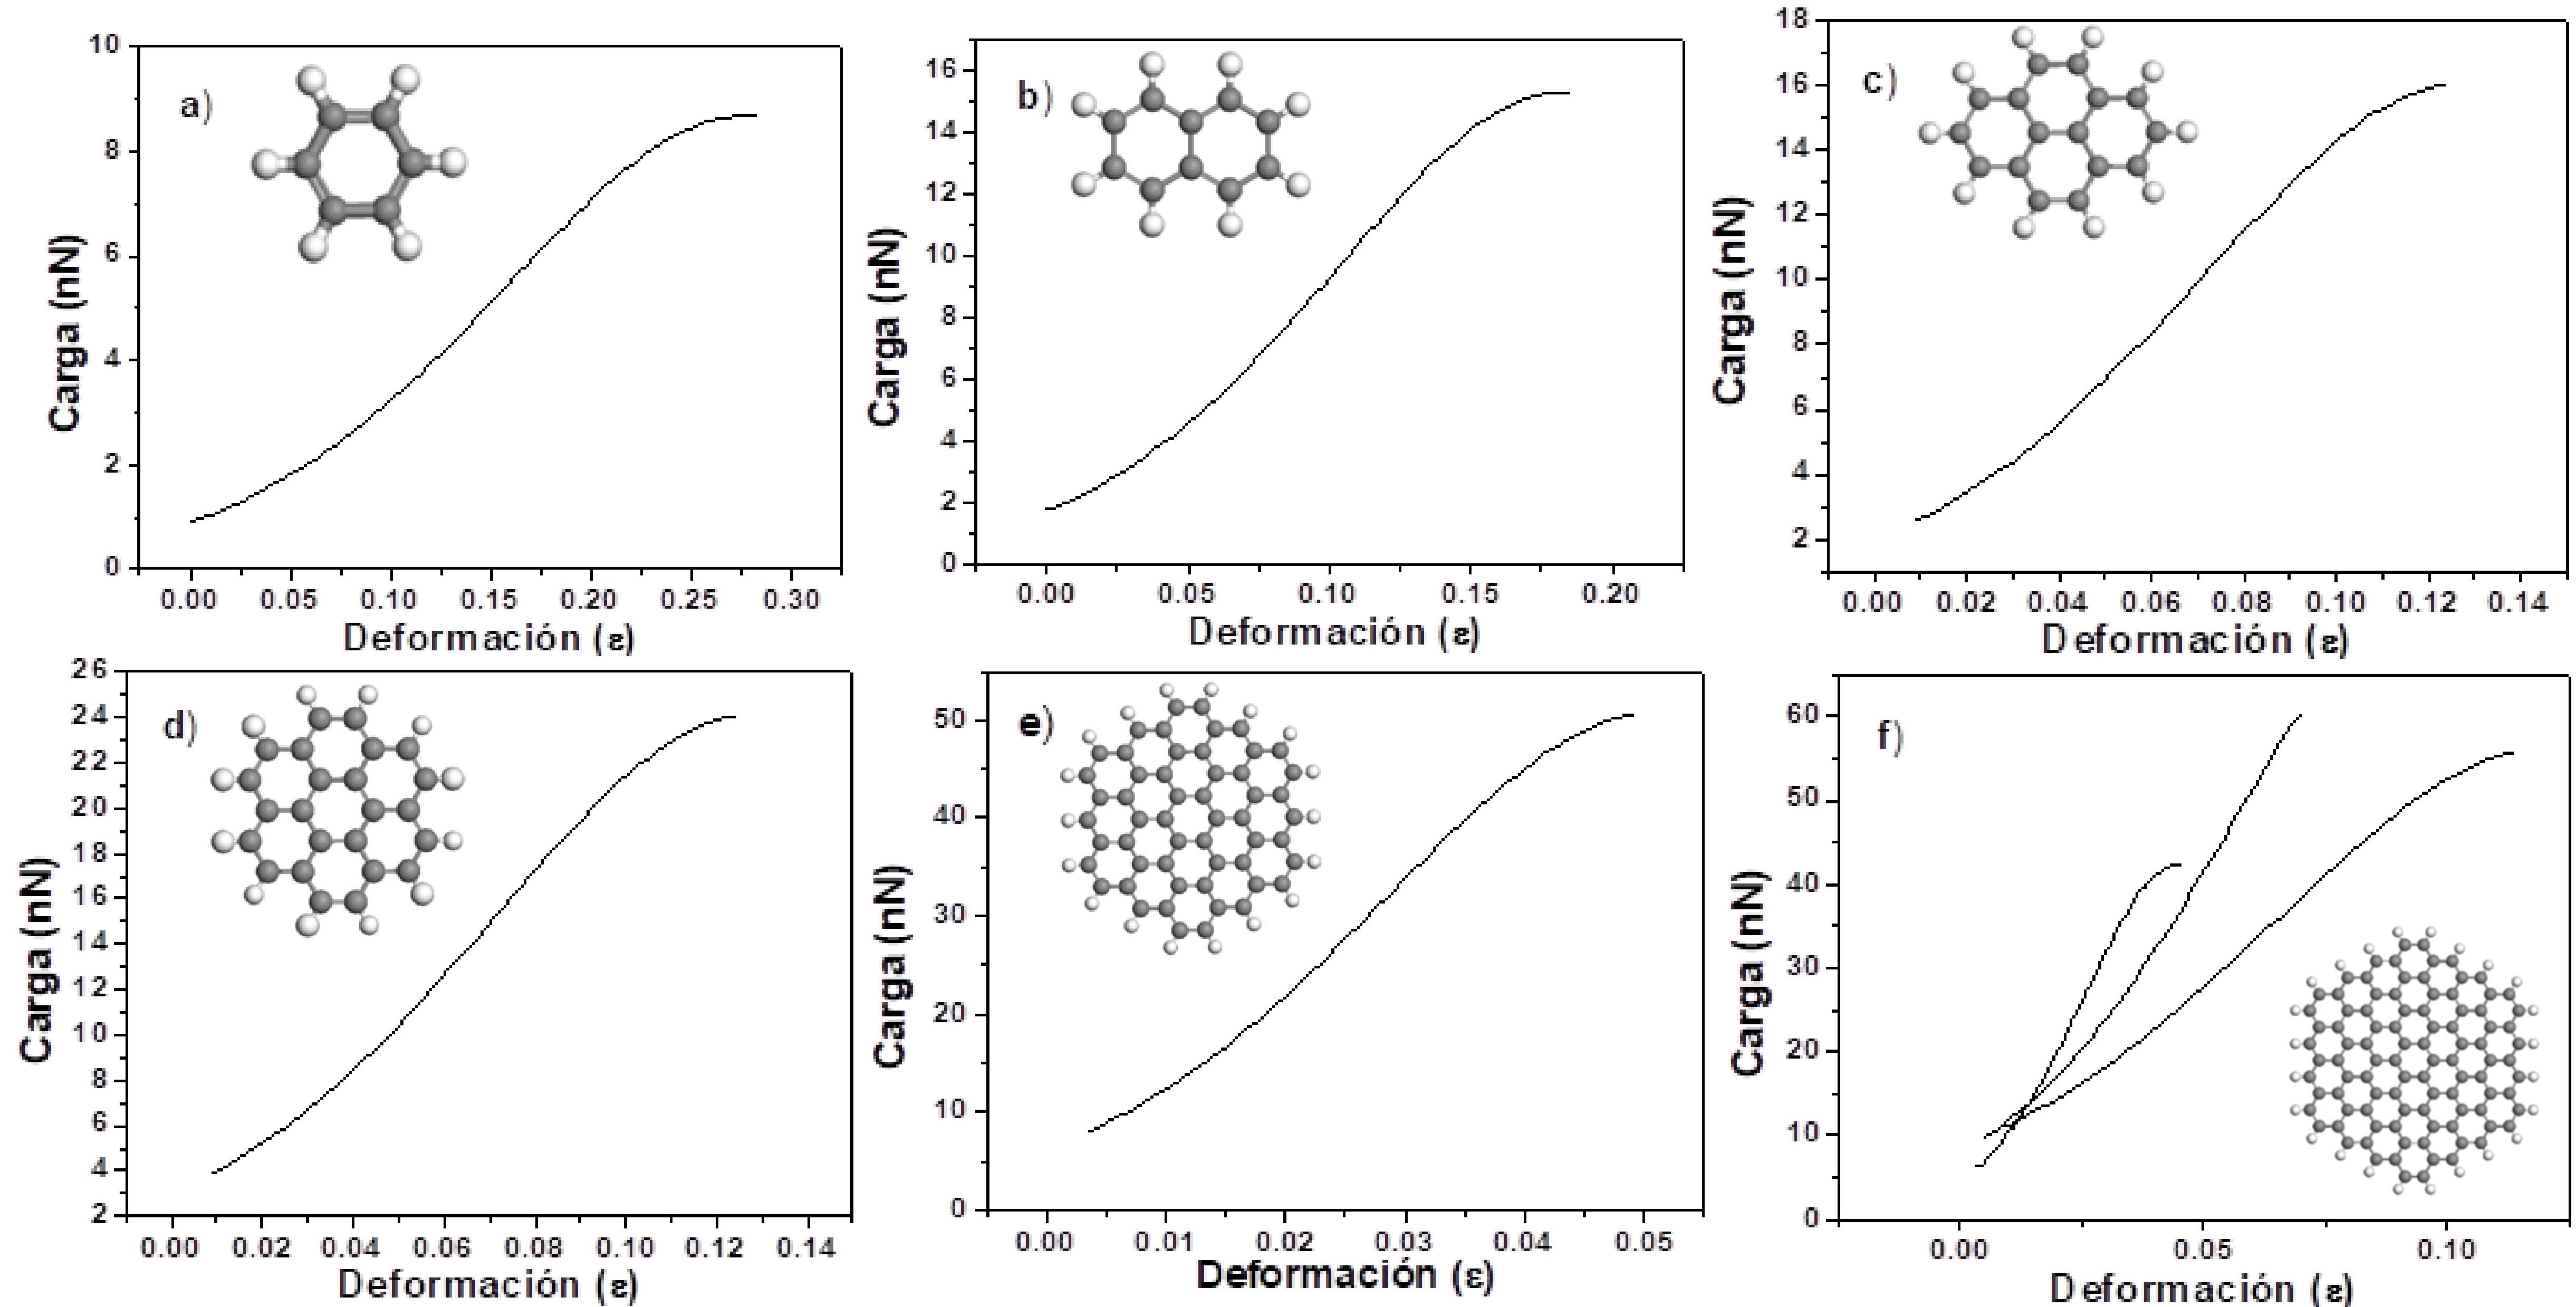 a)
10
8
6
4
2
0
Carga (nN)
0.00 0.05 0.10 0.15 0.20 0.25 0.30
Deformación (ε)
b)
16
14
12
10
8
6
4
2
0
Carga (nN)
0.00 0.05 0.10 0.15 0.20
Deformación (ε)
c)
18
16
14
12
10
8
6
4
2
Carga (nN)
0.00 0.02 0.04 0.06 0.08 0.10 0.12 0.14
Deformación (ε)
d)
26
24
22
20
18
16
14
12
10
8
6
4
2
Carga (nN)
0.00 0.02 0.04 0.06 0.08 0.10 0.12 0.14
Deformación (ε)
e)
50
40
30
20
10
0
Carga (nN)
0.00 0.01 0.02 0.03 0.04 0.05
Deformación (ε)
f)
60
50
40
30
20
10
0
Carga (nN)
0.00 0.05 0.10
Deformación (ε)